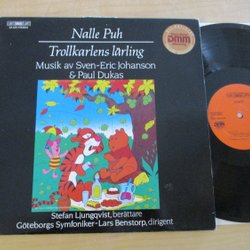 Nalle Puh
Trollkarlens lärling
Musik av Sven-Eric Johanson
& Paul Dukas
DMM
Stefan Ljungqvist, berättare
Göteborgs Symfoniker - Lars Benstorp, dirigent